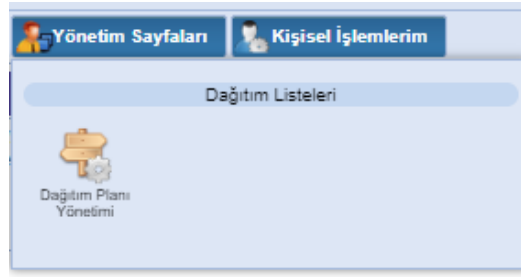 Yönetim Sayfaları Kişisel İşlemlerim
Dağıtım Listeleri
Dağıtım Planı
Yönetimi